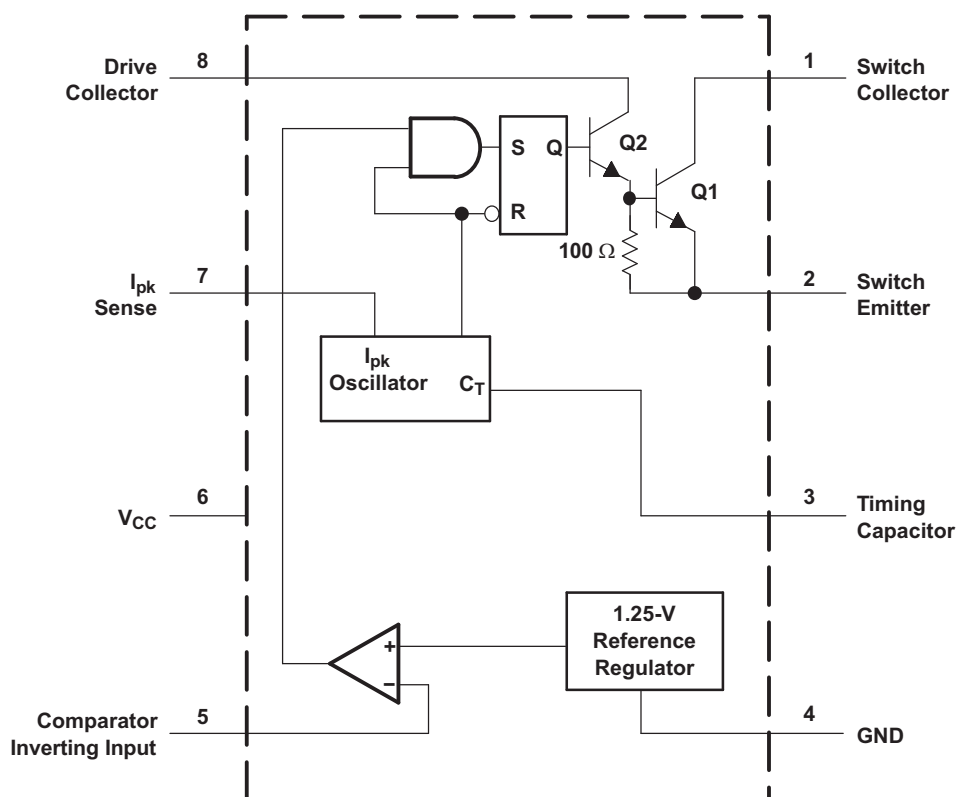 Drive
Collector
8
1
Switch
Collector
S
Q
Q2
R
Q1
100 Ω
Ipk
Sense
7
2
Switch
Emitter
Ipk
Oscillator
CT
VCC
6
3
Timing
Capacitor
1.25-V
Reference
Regulator
+
–
Comparator
Inverting Input
5
4
GND